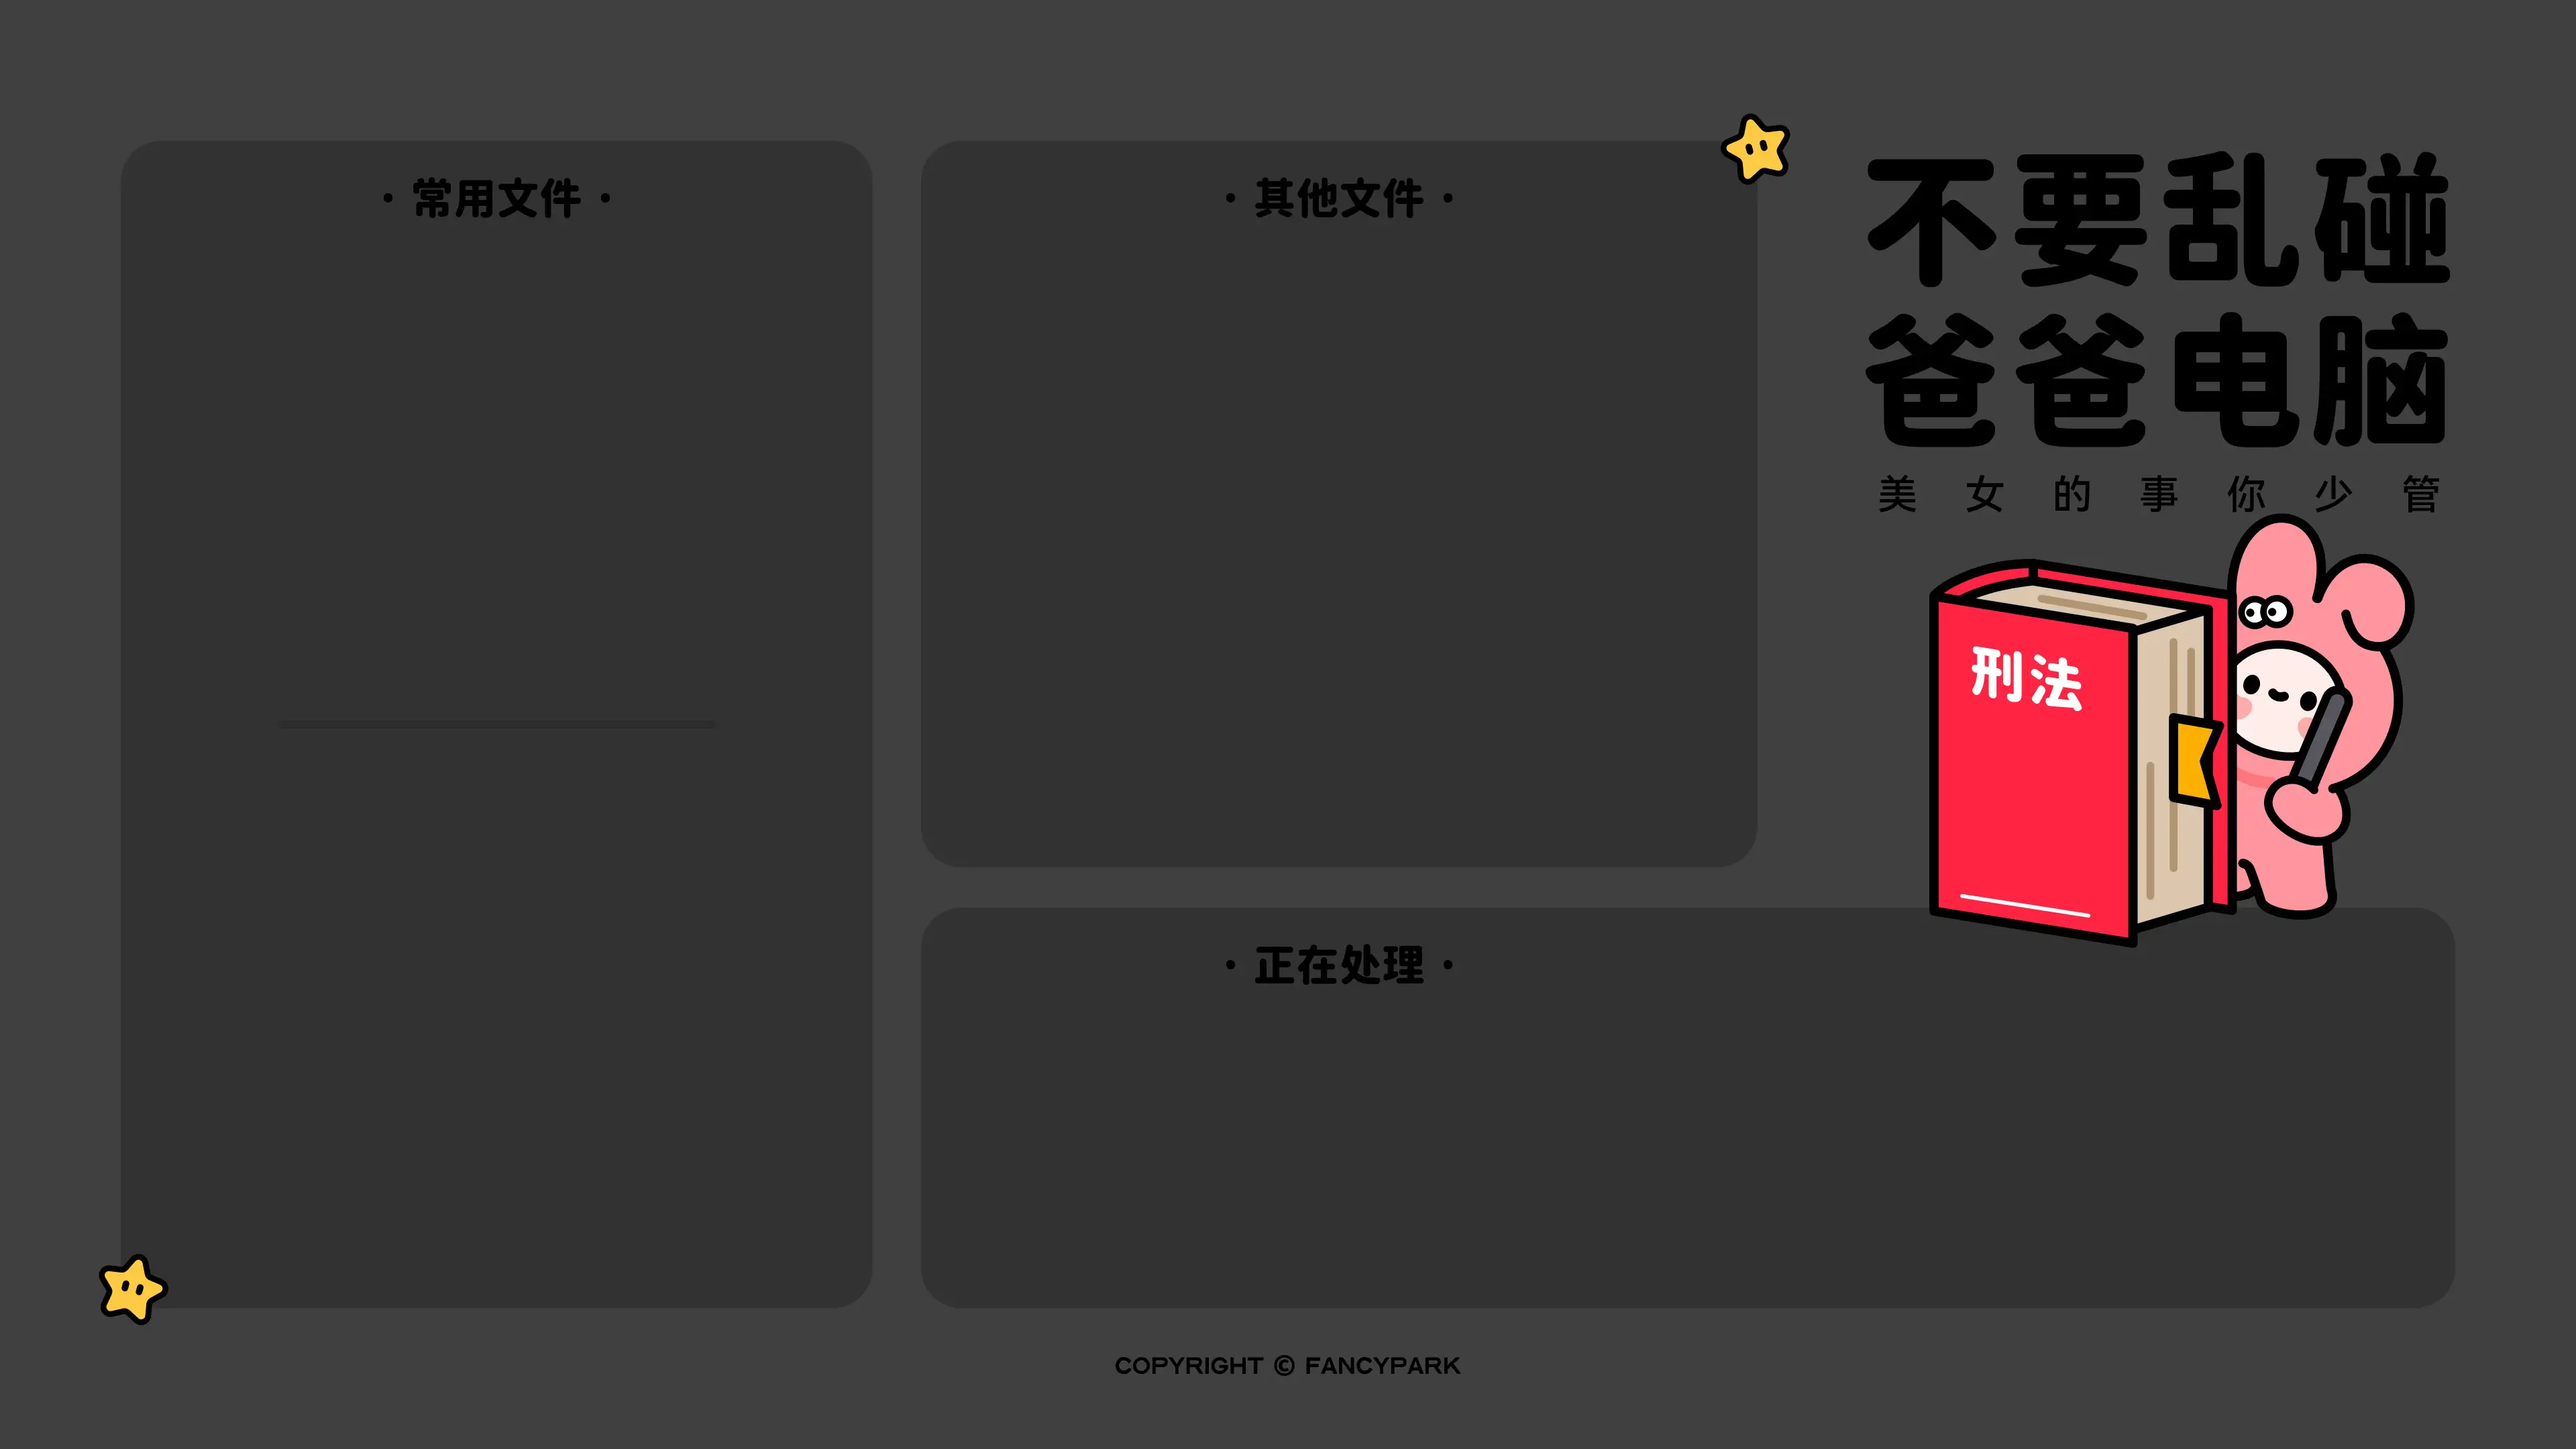 · 常用文件 ·
· 其他文件 ·
不要乱碰
爸爸电脑
美女的事你少管
刑法
· 正在处理 ·
COPYRIGHT © FANCYPARK